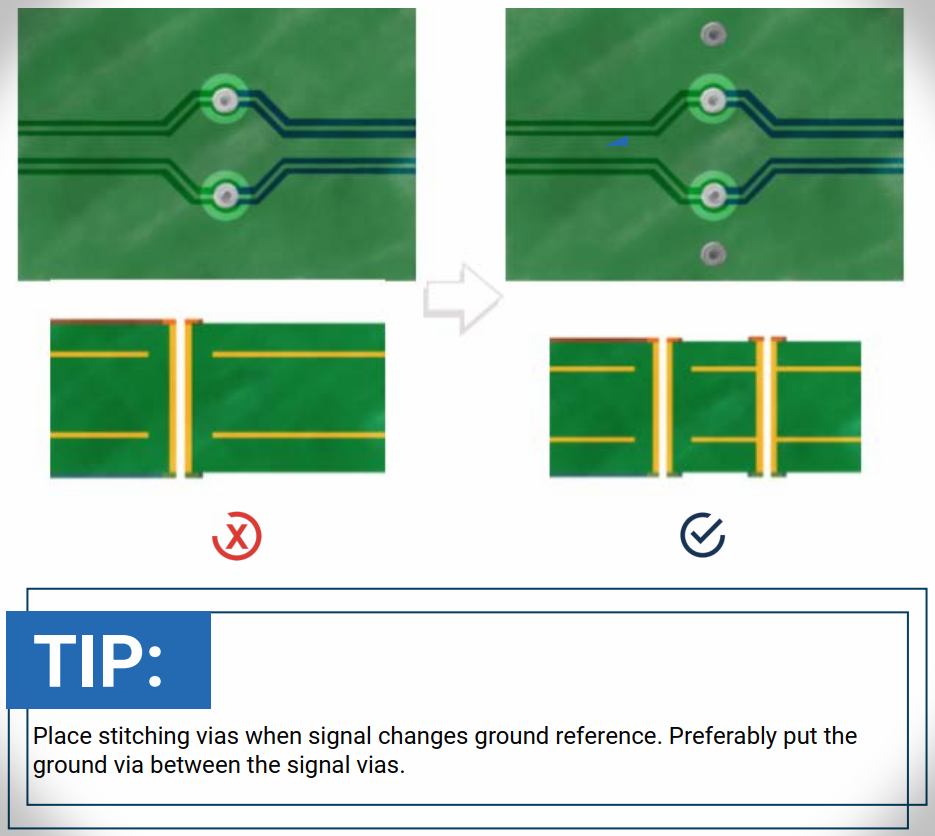 X
TIP:
Place stitching vias when signal changes ground reference. Preferably put the
ground via between the signal vias.